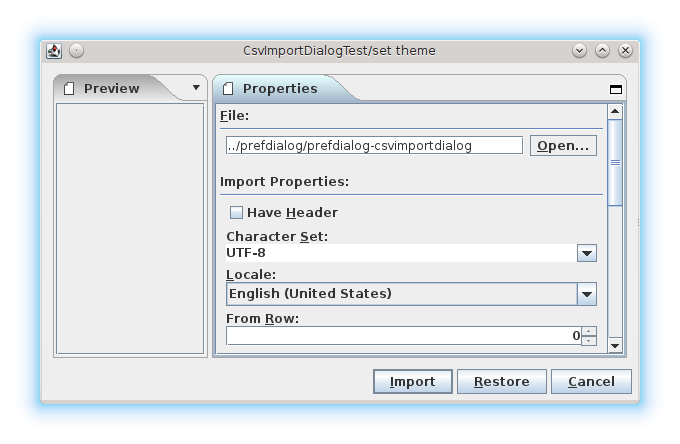 CsvImportDialogTest/set theme
Preview
Properties
File:
../prefdialog/prefdialog-csvimportdialog
Open...
Import Properties:
Have Header
Character Set:
UTF-8
Locale:
English (United States)
From Row:
0
Import
Restore
Cancel